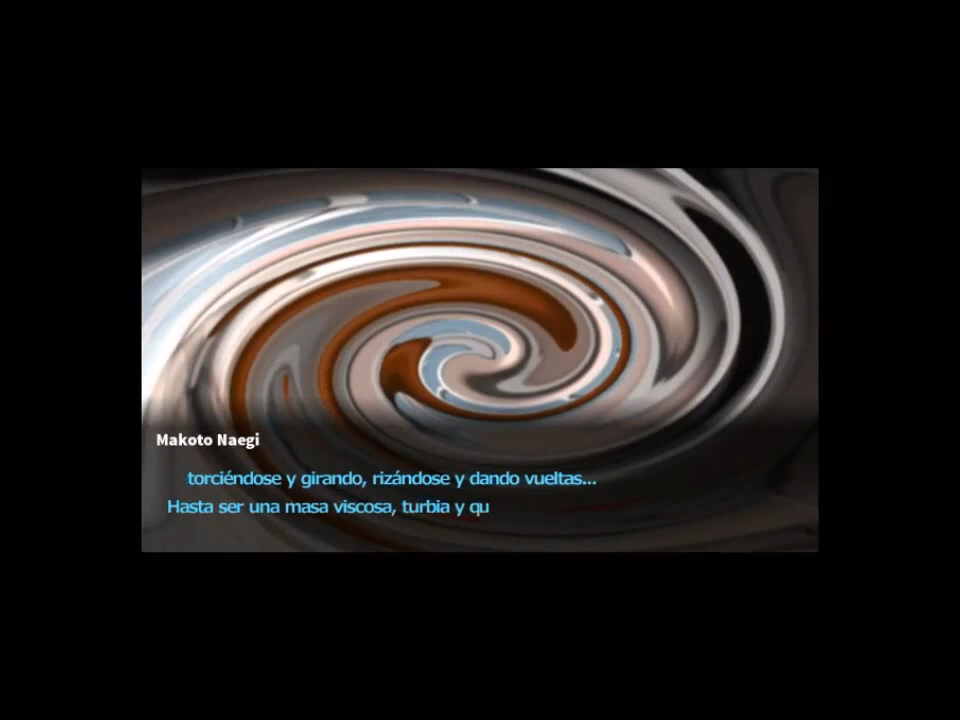 Makoto Naegi
torciéndose y girando, rizándose y dando vueltas...
Hasta ser una masa viscosa, turbia y qu